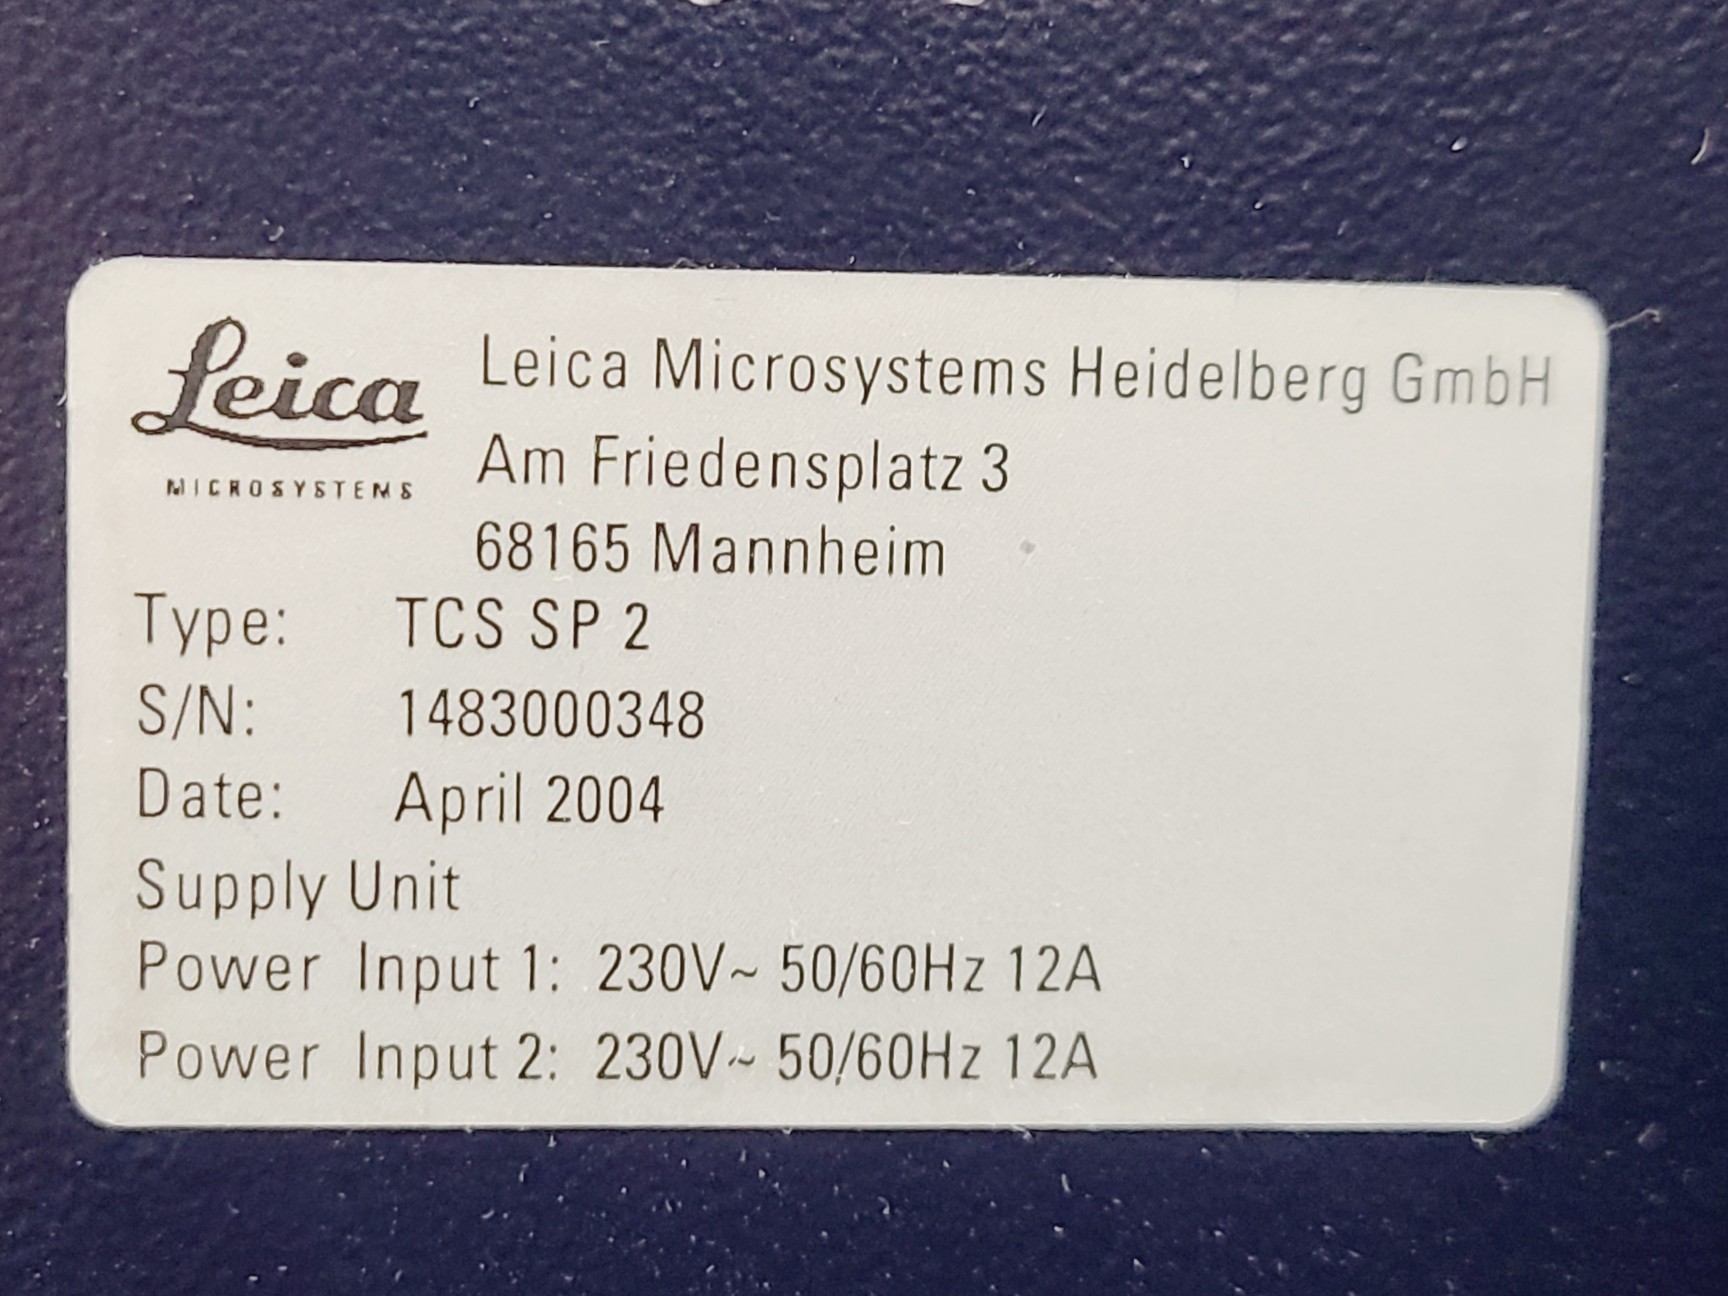 Leica
MICROSYSTEMS
Leica Microsystems Heidelberg GmbH
Am Friedensplatz 3
68165 Mannheim
Type: TCS SP 2
S/N: 1483000348
Date: April 2004
Supply Unit
Power Input 1: 230V~ 50/60Hz 12A
Power Input 2: 230V~ 50/60Hz 12A